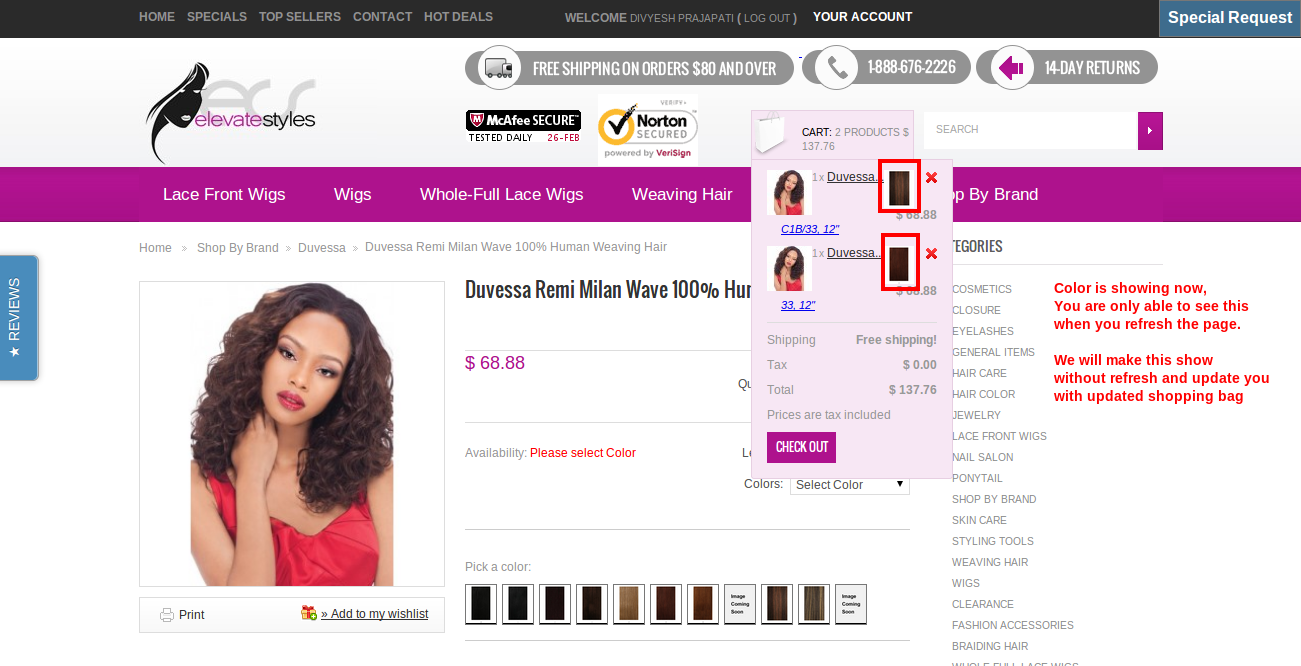 HOME SPECIALS TOP SELLERS CONTACT HOT DEALS WELCOME DIVYESH PRAJAPATI ( LOG OUT ) YOUR ACCOUNT Special Request
FREE SHIPPING ON ORDERS $80 AND OVER - 1-888-676-2226 14-DAY RETURNS
elevatestyles
McAfee SECURE™
TESTED DAILY 26-FEB
VERIFY▸
Norton™
SECURED
powered by VeriSign
CART: 2 PRODUCTS $
137.76
SEARCH
Lace Front Wigs Wigs Whole-Full Lace Wigs Weaving Hair op By Brand
1 x Duvessa...
$ 68.88
C1B/33, 12"
1 x Duvessa...
$ 68.88
33, 12"
Shipping Free shipping!
Tax $ 0.00
Total $ 137.76
Prices are tax included
CHECK OUT
Home » Shop By Brand » Duvessa » Duvessa Remi Milan Wave 100% Human Weaving Hair
★ REVIEWS
Print
» Add to my wishlist
Duvessa Remi Milan Wave 100% Hum
$ 68.88
Qu
Availability: Please select Color
Le
Colors: Select Color
Pick a color:
Image
Coming
Soon
Image
Coming
Soon
TEGORIES
COSMETICS
CLOSURE
EYELASHES
GENERAL ITEMS
HAIR CARE
HAIR COLOR
JEWELRY
LACE FRONT WIGS
NAIL SALON
PONYTAIL
SHOP BY BRAND
SKIN CARE
STYLING TOOLS
WEAVING HAIR
WIGS
CLEARANCE
FASHION ACCESSORIES
BRAIDING HAIR
WHOLE-FULL LACE WIGS
Color is showing now,
You are only able to see this
when you refresh the page.
We will make this show
without refresh and update you
with updated shopping bag